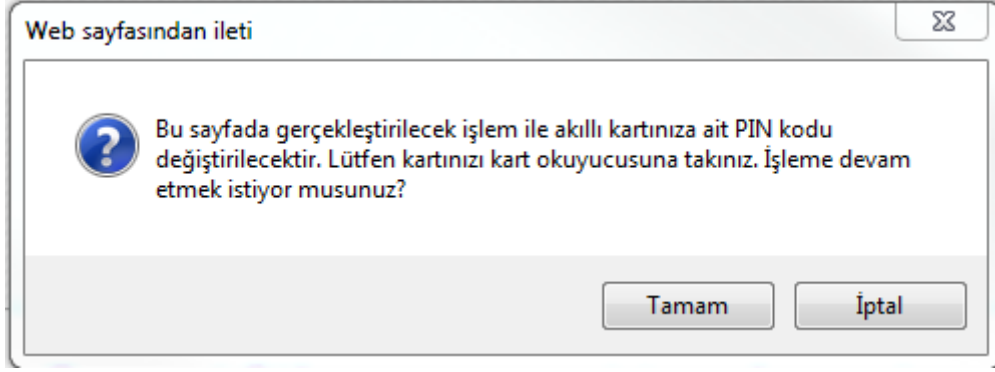 Web sayfasından ileti
Bu sayfada gerçekleştirilecek işlem ile akıllı kartınıza ait PIN kodu
değiştirilecektir. Lütfen kartınızı kart okuyucusuna takınız. İşleme devam
etmek istiyor musunuz?
Tamam
İptal